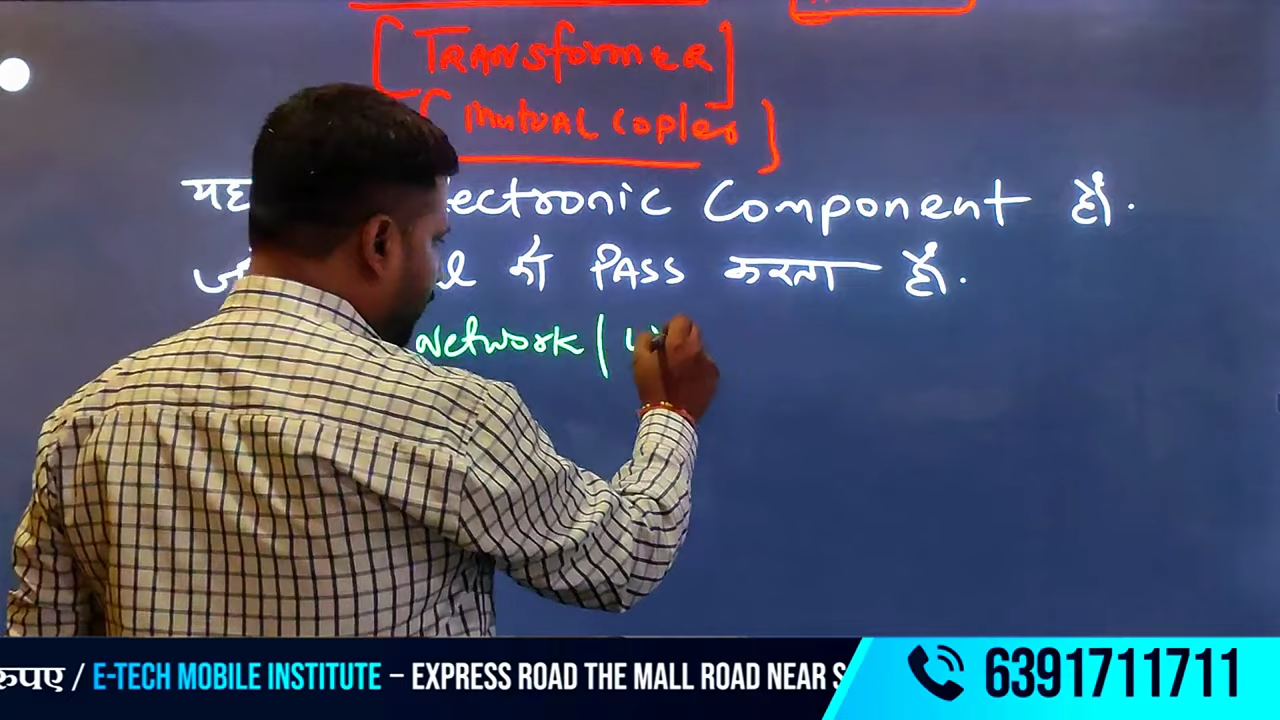 [ TRANSformER ]
[ mutuaL Copler ]
यह Electronic Component हैं.
को PASS करता हैं.
Network /
रुपए / E-TECH MOBILE INSTITUTE – EXPRESS ROAD THE MALL ROAD NEAR S
6391711711